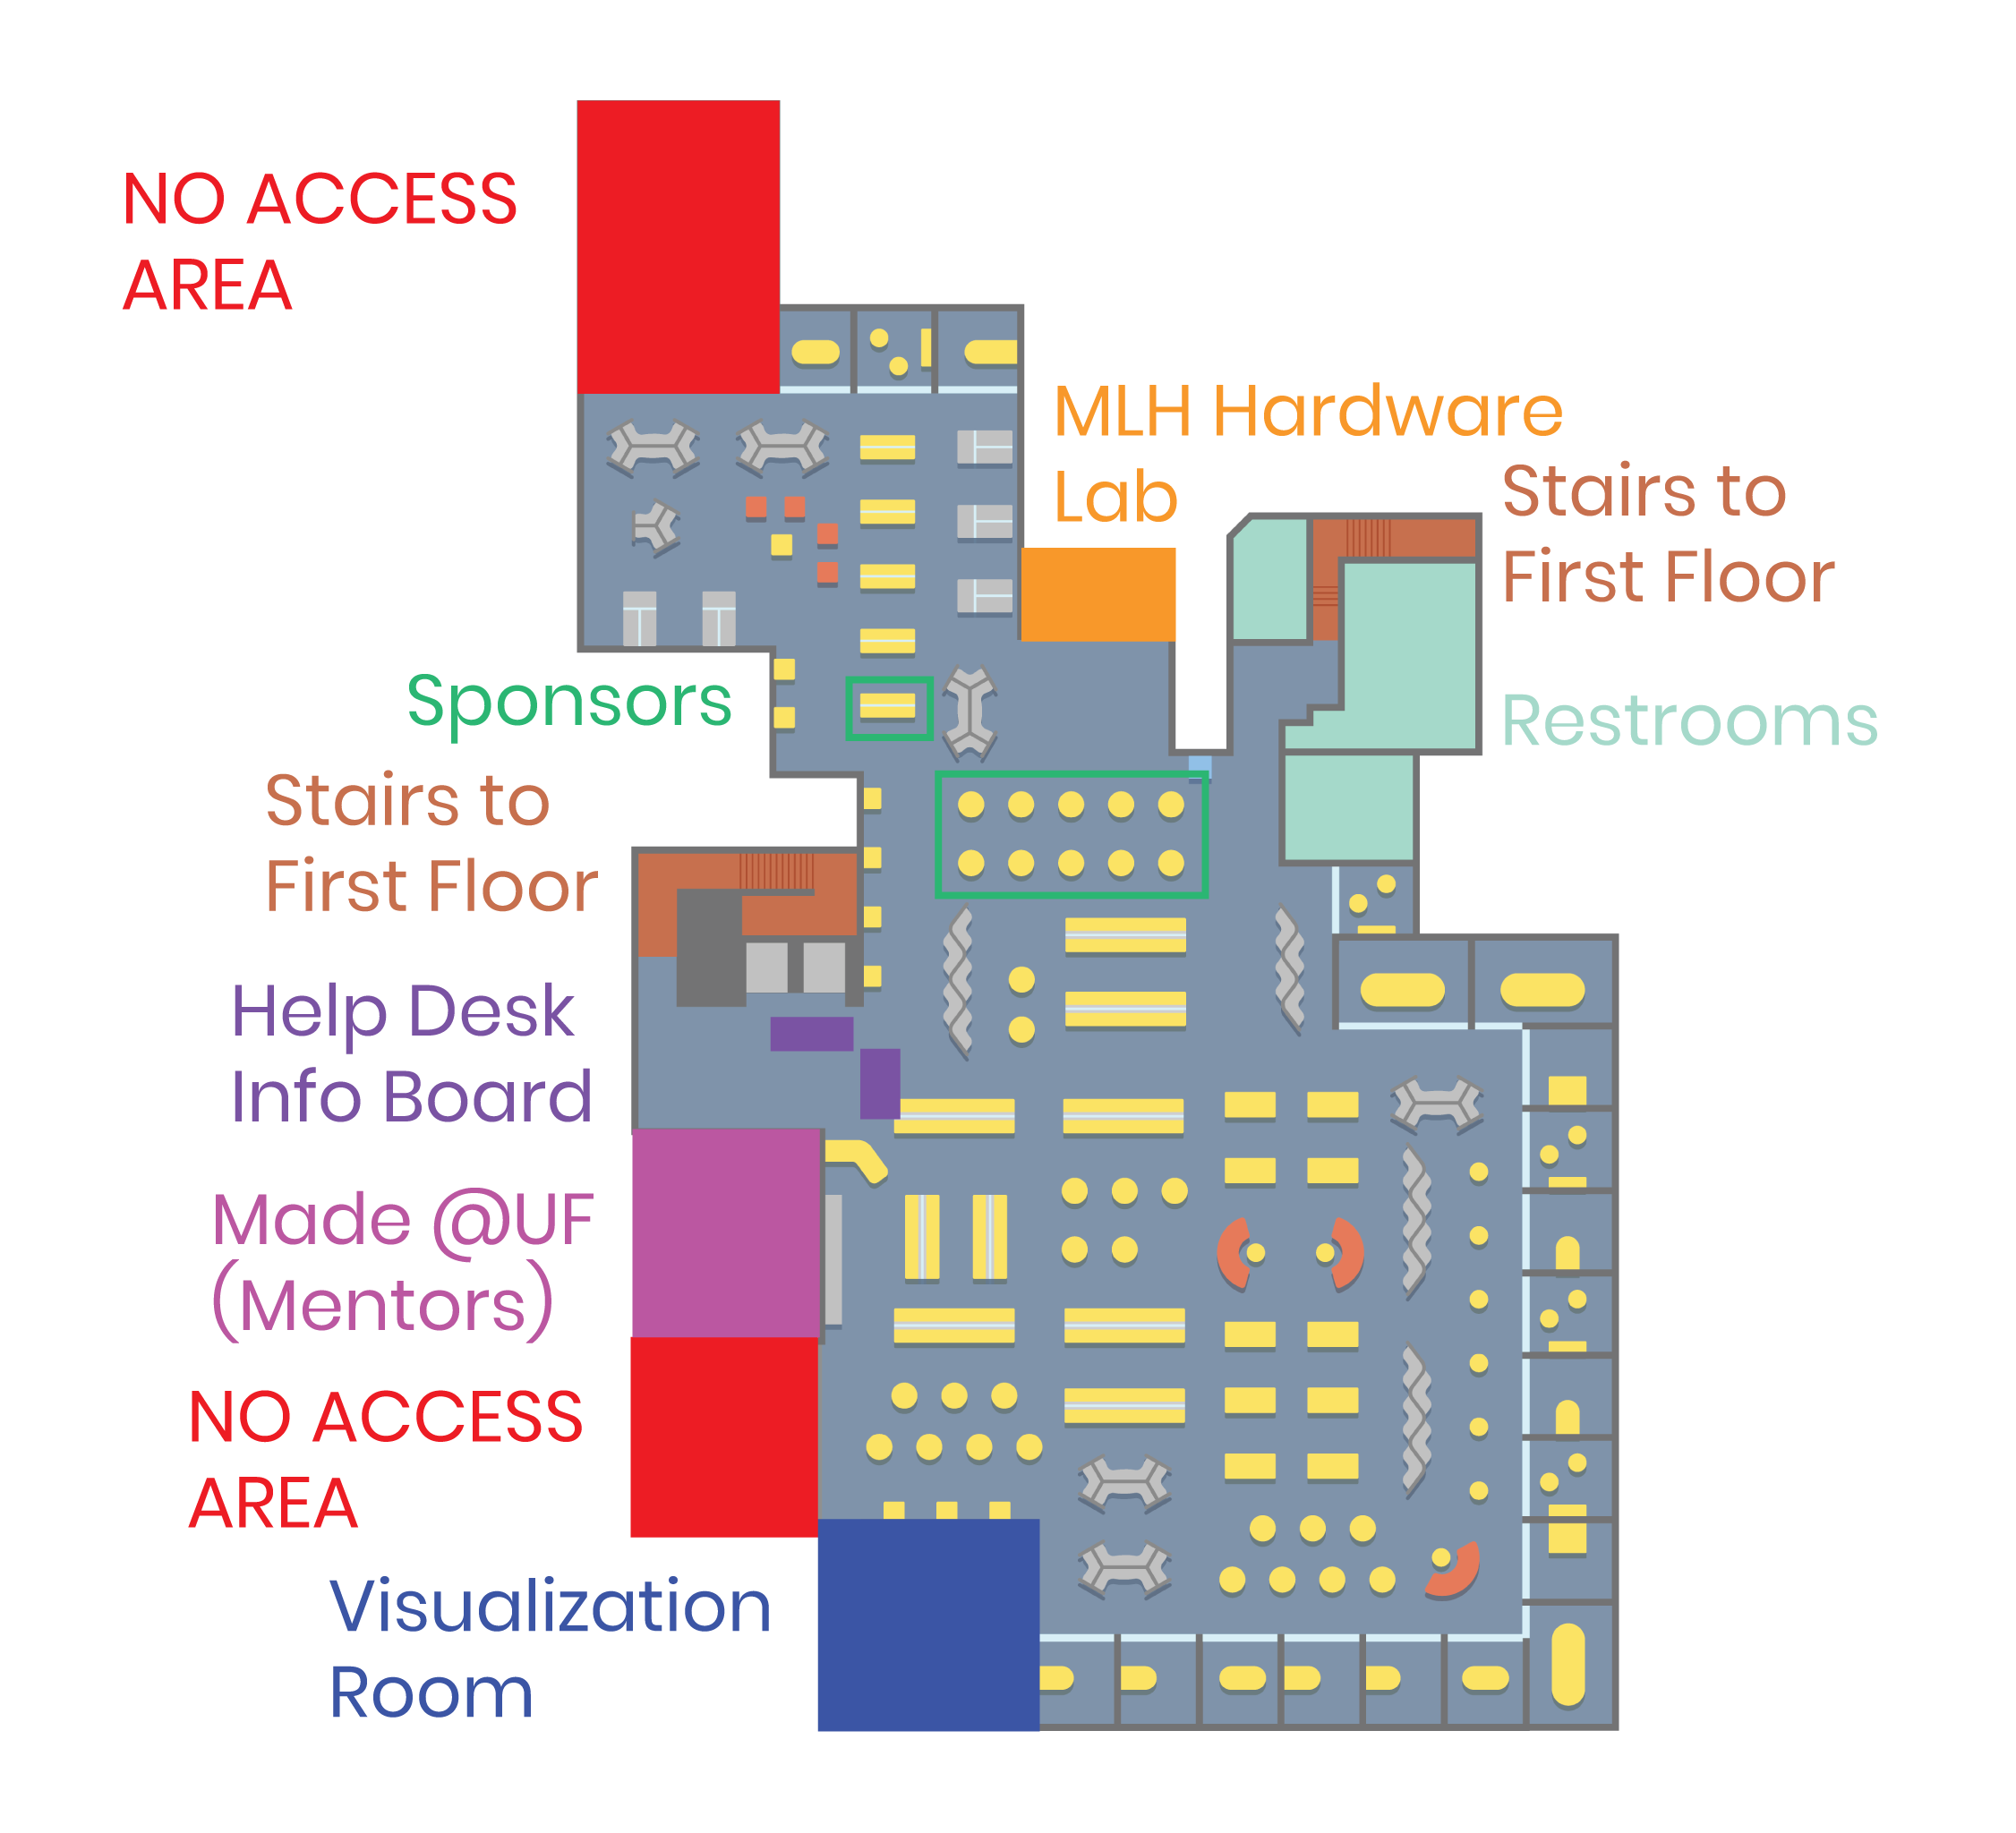 NO ACCESS
AREA
MLH Hardware
Lab
Stairs to
First Floor
Sponsors
Restrooms
Stairs to
First Floor
Help Desk
Info Board
Made @UF
(Mentors)
NO ACCESS
AREA
Visualization
Room